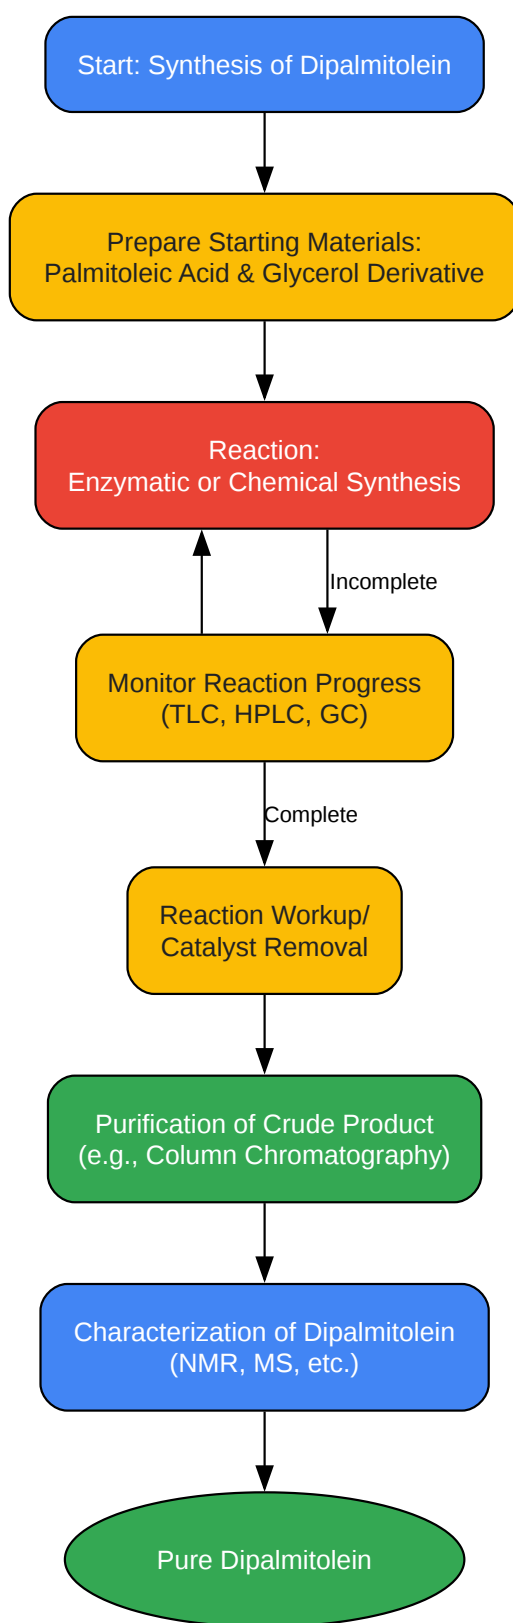 Start: Synthesis of Dipalmitolein
Prepare Starting Materials:
Palmitoleic Acid & Glycerol Derivative
Reaction:
Enzymatic or Chemical Synthesis
Incomplete
Monitor Reaction Progress
(TLC, HPLC, GC)
Complete
Reaction Workup/
Catalyst Removal
Purification of Crude Product
(e.g., Column Chromatography)
Characterization of Dipalmitolein
(NMR, MS, etc.)
Pure Dipalmitolein